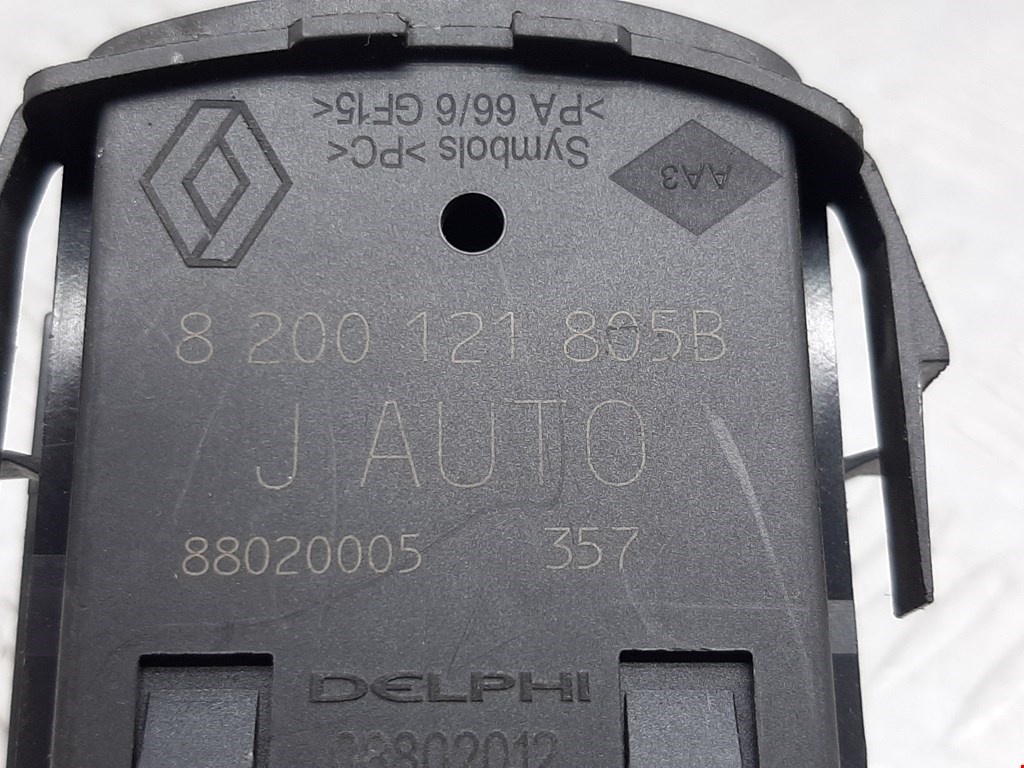 >PA 66/6 GF15<
Symbols >PC<
AA3
8 200 121 805B
J AUTO
88020005 357
DELPHI